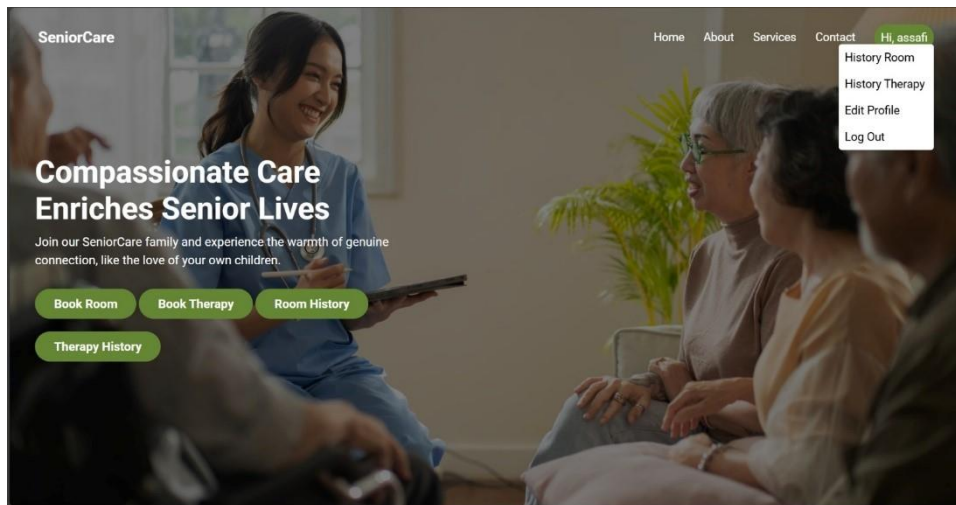 SeniorCare
Home About Services Contact Hi, assafi
History Room
History Therapy
Edit Profile
Log Out
Compassionate Care
Enriches Senior Lives
Join our SeniorCare family and experience the warmth of genuine
connection, like the love of your own children.
Book Room Book Therapy Room History
Therapy History